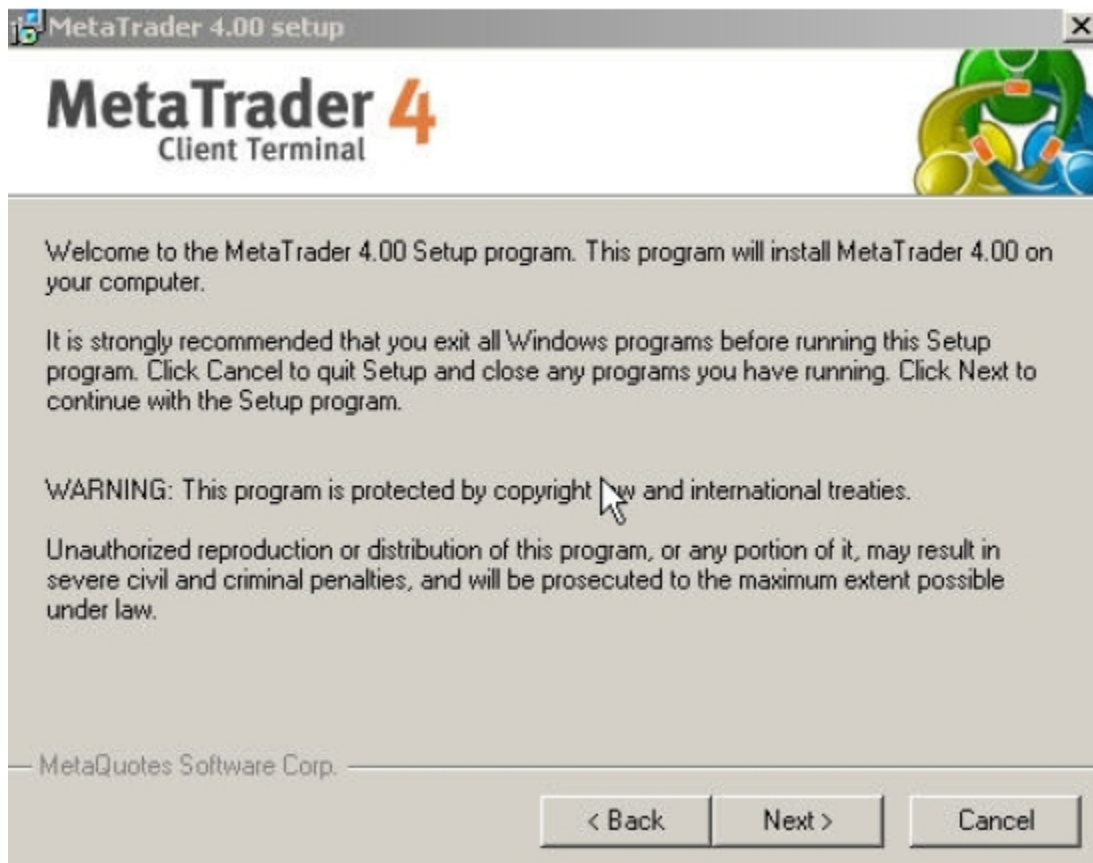 MetaTrader 4.00 setup
MetaTrader 4
Client Terminal
Welcome to the MetaTrader 4.00 Setup program. This program will install MetaTrader 4.00 on
your computer.
It is strongly recommended that you exit all Windows programs before running this Setup
program. Click Cancel to quit Setup and close any programs you have running. Click Next to
continue with the Setup program.
WARNING: This program is protected by copyright law and international treaties.
Unauthorized reproduction or distribution of this program, or any portion of it, may result in
severe civil and criminal penalties, and will be prosecuted to the maximum extent possible
under law.
MetaQuotes Software Corp.
< Back Next > Cancel